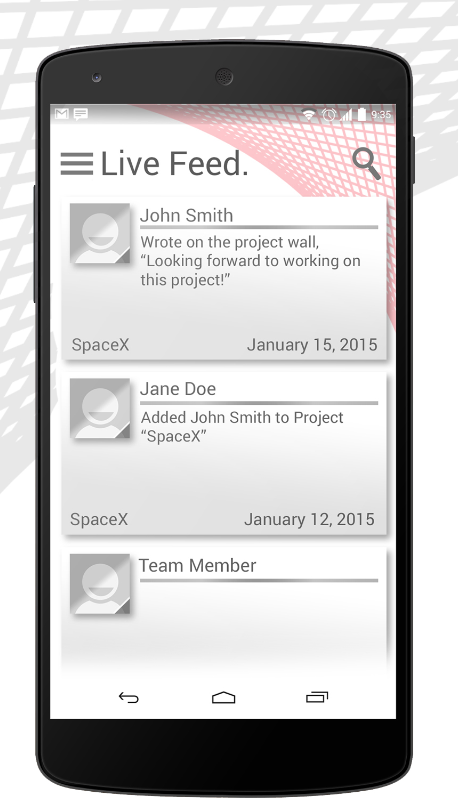 9:35
Live Feed.
John Smith
Wrote on the project wall,
“Looking forward to working on
this project!”
SpaceX January 15, 2015
Jane Doe
Added John Smith to Project
“SpaceX”
SpaceX January 12, 2015
Team Member